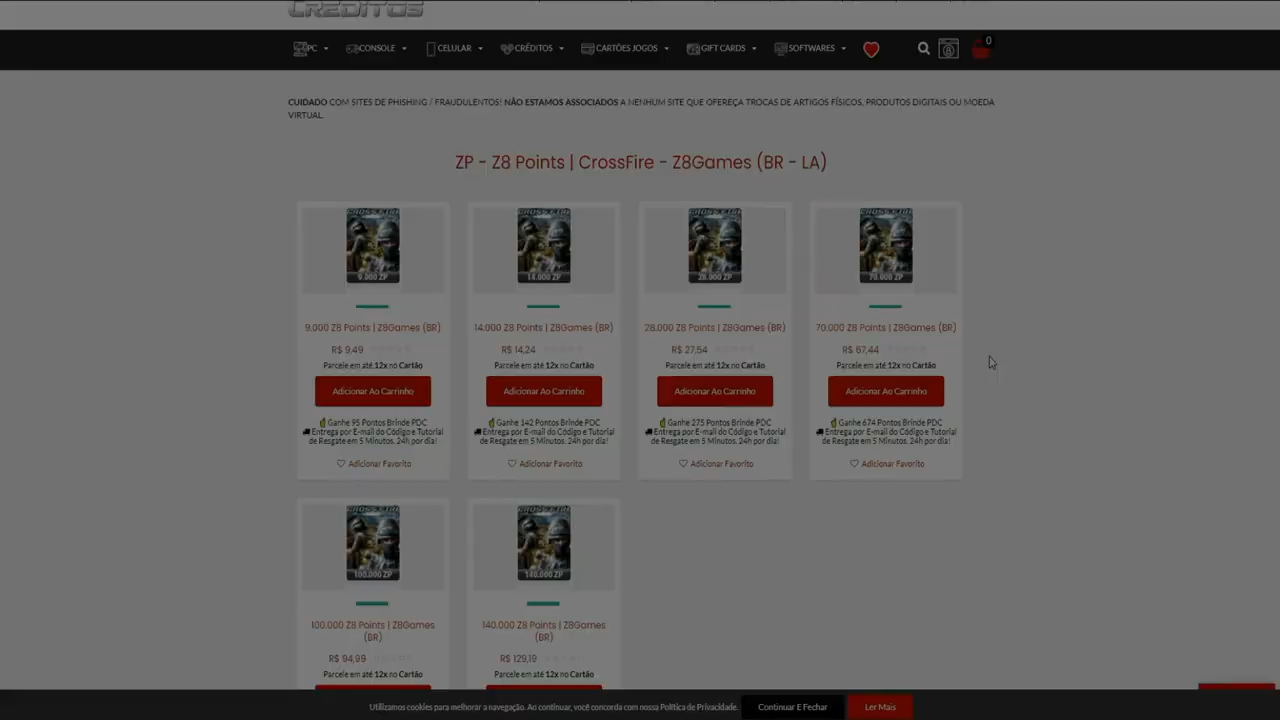 CREDITOS
PC CONSOLE CELULAR CRÉDITOS CARTÕES JOGOS GIFT CARDS SOFTWARES 0
CUIDADO COM SITES DE PHISHING / FRAUDULENTOS! NÃO ESTAMOS ASSOCIADOS A NENHUM SITE QUE OFEREÇA TROCAS DE ARTIGOS FÍSICOS, PRODUTOS DIGITAIS OU MOEDA
VIRTUAL.
ZP - Z8 Points | CrossFire - Z8Games (BR - LA)
CROSSFIRE CROSSFIRE CROSSFIRE CROSSFIRE
9.000 ZP 14.000 ZP 28.000 ZP 70.000 ZP
9.000 Z8 Points | Z8Games (BR) 14.000 Z8 Points | Z8Games (BR) 28.000 Z8 Points | Z8Games (BR) 70.000 Z8 Points | Z8Games (BR)
R$ 9,49 R$ 14,24 R$ 27,54 R$ 67,44
Parcele em até 12x no Cartão Parcele em até 12x no Cartão Parcele em até 12x no Cartão Parcele em até 12x no Cartão
Adicionar Ao Carrinho Adicionar Ao Carrinho Adicionar Ao Carrinho Adicionar Ao Carrinho
Ganhe 95 Pontos Brinde PDC Ganhe 142 Pontos Brinde PDC Ganhe 275 Pontos Brinde PDC Ganhe 674 Pontos Brinde PDC
Entrega por E-mail do Código e Tutorial Entrega por E-mail do Código e Tutorial Entrega por E-mail do Código e Tutorial Entrega por E-mail do Código e Tutorial
de Resgate em 5 Minutos. 24h por dia! de Resgate em 5 Minutos. 24h por dia! de Resgate em 5 Minutos. 24h por dia! de Resgate em 5 Minutos. 24h por dia!
Adicionar Favorito Adicionar Favorito Adicionar Favorito Adicionar Favorito
CROSSFIRE CROSSFIRE
100.000 ZP 140.000 ZP
100.000 Z8 Points | Z8Games 140.000 Z8 Points | Z8Games
(BR) (BR)
R$ 94,99 R$ 129,19
Parcele em até 12x no Cartão Parcele em até 12x no Cartão
Utilizamos cookies para melhorar a navegação. Ao continuar, você concorda com nossa Política de Privacidade. Continuar E Fechar Ler Mais